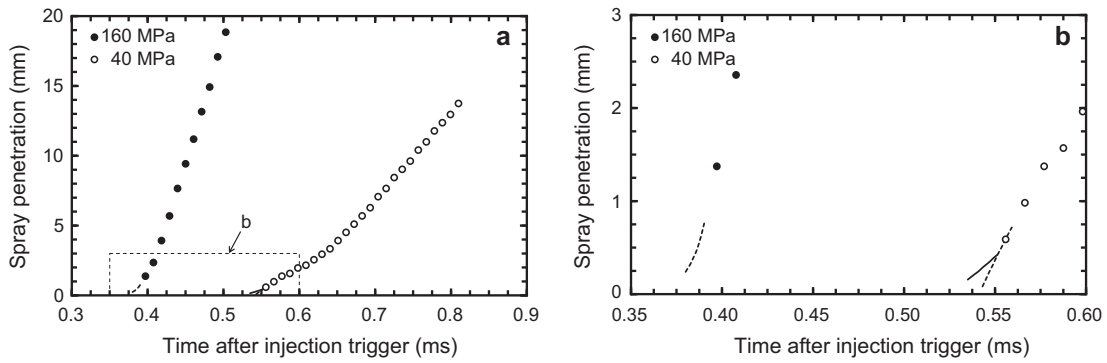 20
15
10
5
0
0.3 0.4 0.5 0.6 0.7 0.8 0.9
Spray penetration (mm)
Time after injection trigger (ms)
160 MPa
40 MPa
a
b
3
2
1
0
0.35 0.40 0.45 0.50 0.55 0.60
Spray penetration (mm)
Time after injection trigger (ms)
160 MPa
40 MPa
b